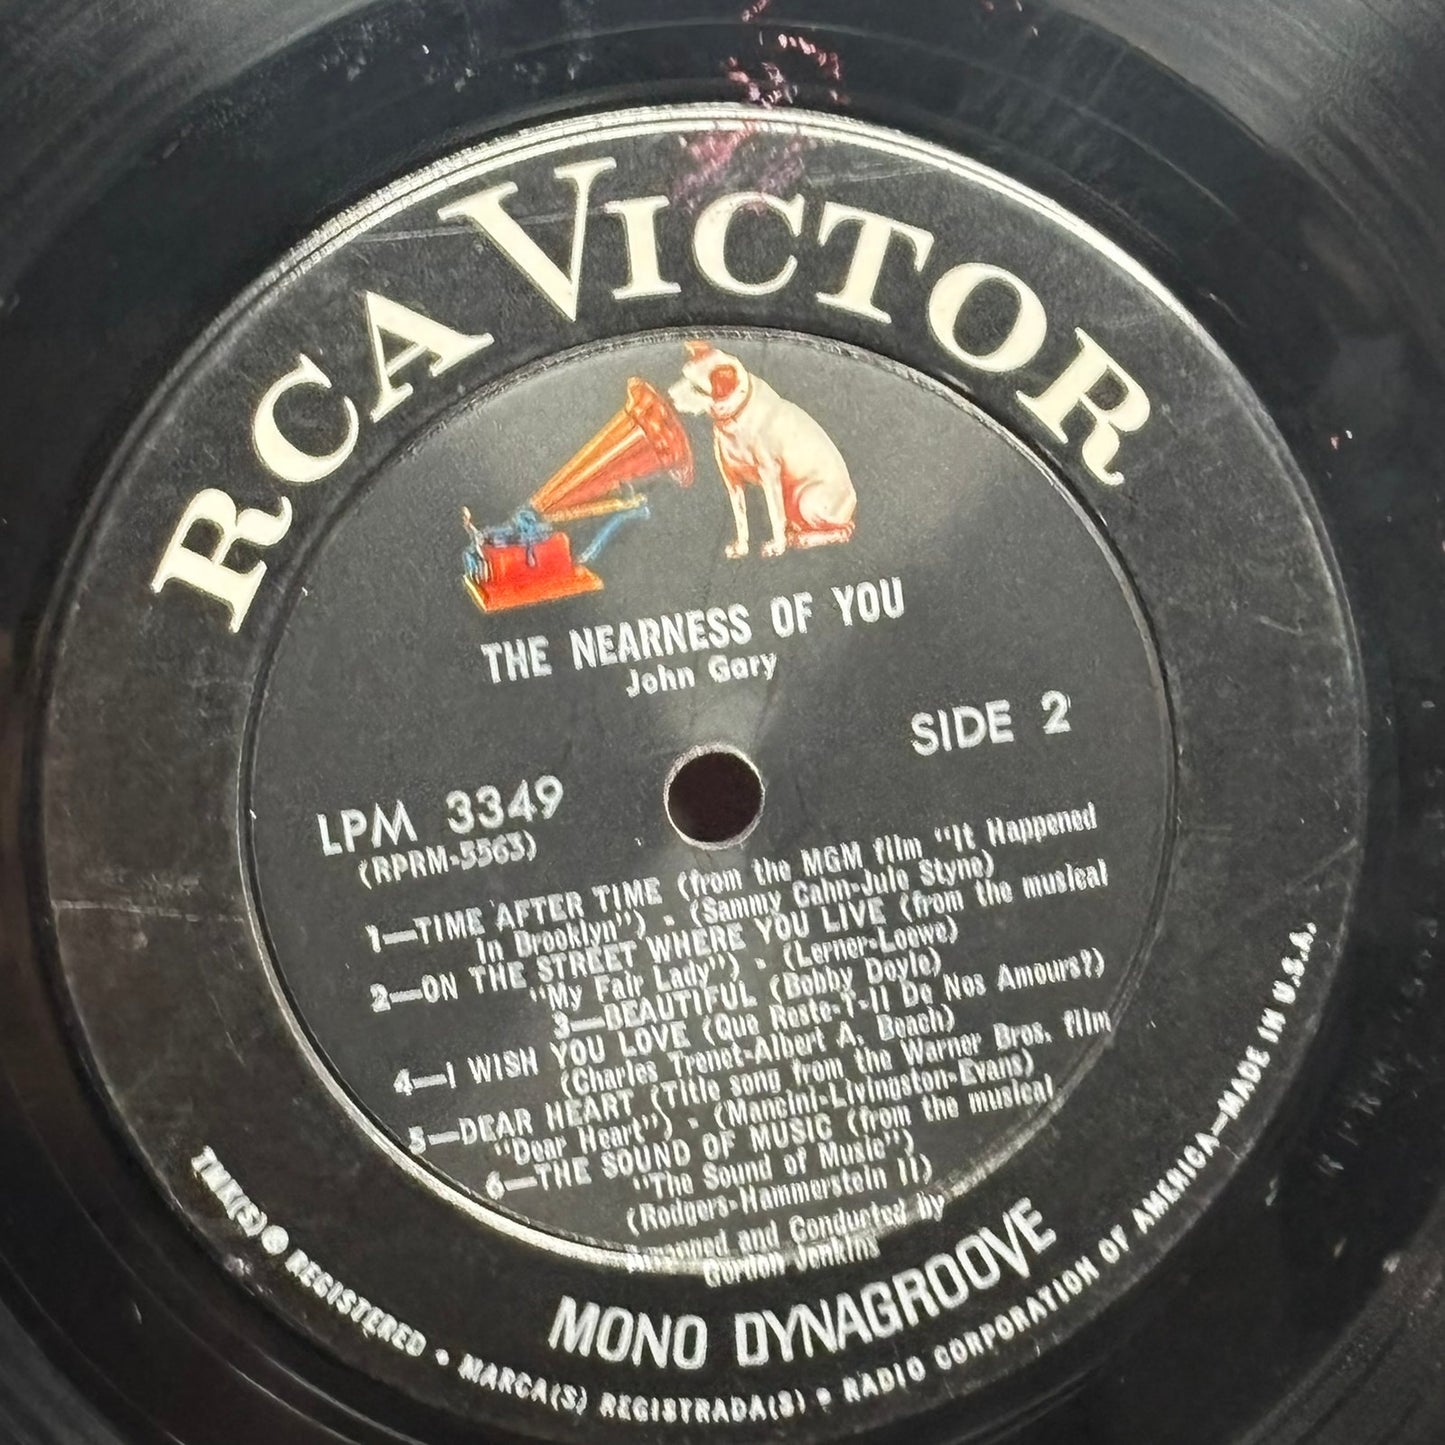 RCA VICTOR
THE NEARNESS OF YOU
John Gary
SIDE 2
LPM 3349
(RPRM-5563)
1—TIME AFTER TIME (from the MGM film "It Happened
In Brooklyn") - (Sammy Cahn-Jule Styne)
2—ON THE STREET WHERE YOU LIVE (from the musical
"My Fair Lady") - (Lerner-Loewe)
3—BEAUTIFUL (Bobby Doyle)
4—I WISH YOU LOVE (Que Reste-T-Il De Nos Amours?)
(Charles Trenet-Albert A. Beach)
5—DEAR HEART (Title song from the Warner Bros. film
"Dear Heart") - (Mancini-Livingston-Evans)
6—THE SOUND OF MUSIC (from the musical
"The Sound of Music")
(Rodgers-Hammerstein II)
Arranged and Conducted by
Gordon Jenkins
MONO DYNAGROOVE
TMK(S) ® REGISTERED • MARCA(S) REGISTRADA(S) • RADIO CORPORATION OF AMERICA—MADE IN U.S.A.